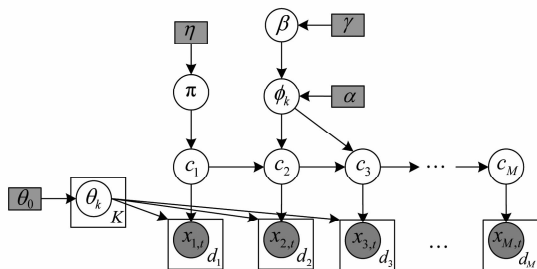 η β γ
π ϕ_k α
c_1 c_2 c_3 ··· c_M
θ_0 θ_k K
x_{1,t} d_1 x_{2,t} d_2 x_{3,t} d_3 ··· x_{M,t} d_M